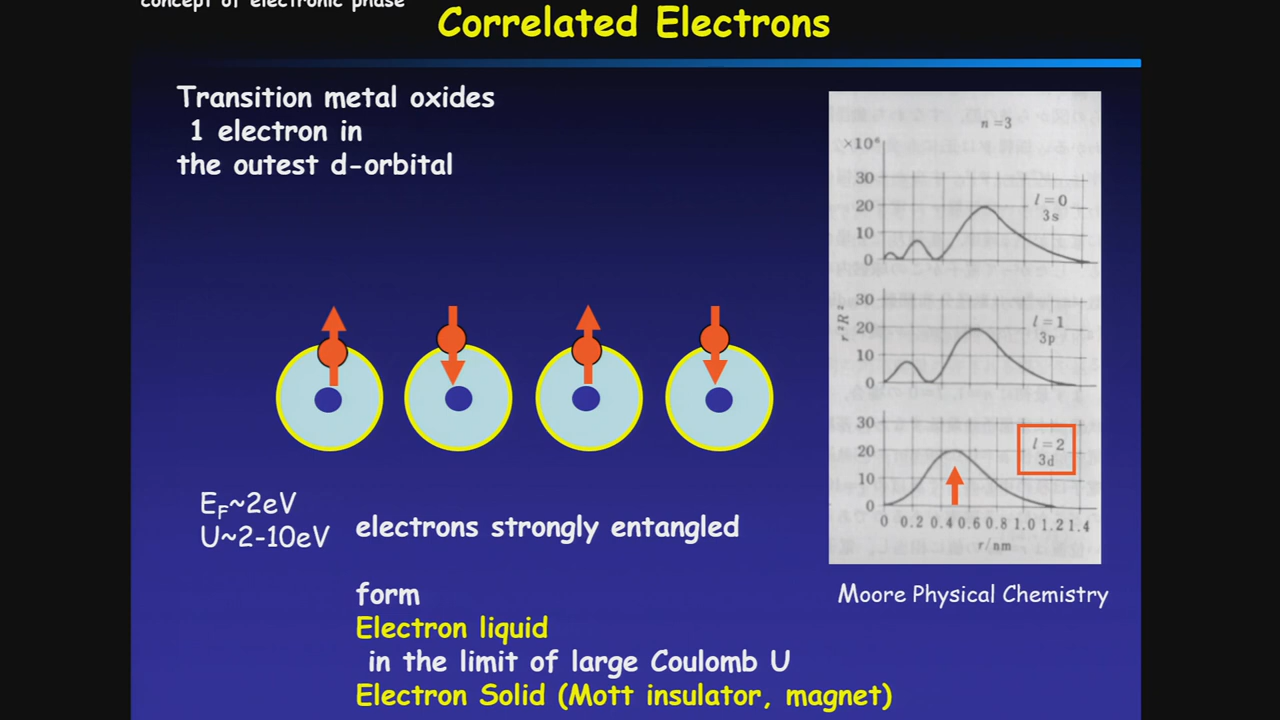 concept of electronic phase
Correlated Electrons
Transition metal oxides
1 electron in
the outest d-orbital
E_F~2eV
U~2-10eV
electrons strongly entangled
form
Electron liquid
in the limit of large Coulomb U
Electron Solid (Mott insulator, magnet)
n=3
×10⁶
30
20
10
0
l=0
3s
r²R²
30
20
10
0
l=1
3p
30
20
10
0
l=2
3d
0 0.2 0.4 0.6 0.8 1.0 1.2 1.4
r/nm
Moore Physical Chemistry